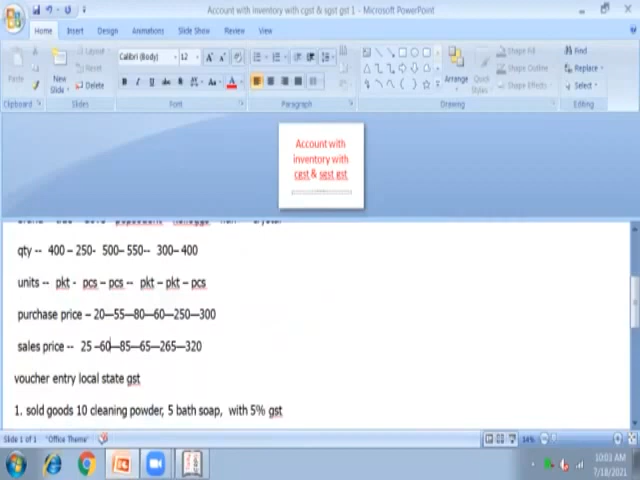 Account with inventory with cgst & sgst gst 1 - Microsoft PowerPoint
Home Insert Design Animations Slide Show Review View
Paste
New Slide
Layout
Reset
Delete
Calibri (Body) 12
Arrange
Quick Styles
Shape Fill
Shape Outline
Shape Effects
Find
Replace
Select
Clipboard Slides Font Paragraph Drawing Editing
Account with
inventory with
cgst & sgst gst
qty -- 400 – 250- 500– 550-- 300– 400
units -- pkt - pcs – pcs -- pkt – pkt – pcs
purchase price – 20—55—80—60—250—300
sales price -- 25 –60—85—65—265—320
voucher entry local state gst
1. sold goods 10 cleaning powder, 5 bath soap, with 5% gst
Slide 1 of 1 "Office Theme" 14%
10:01 AM
7/18/2021